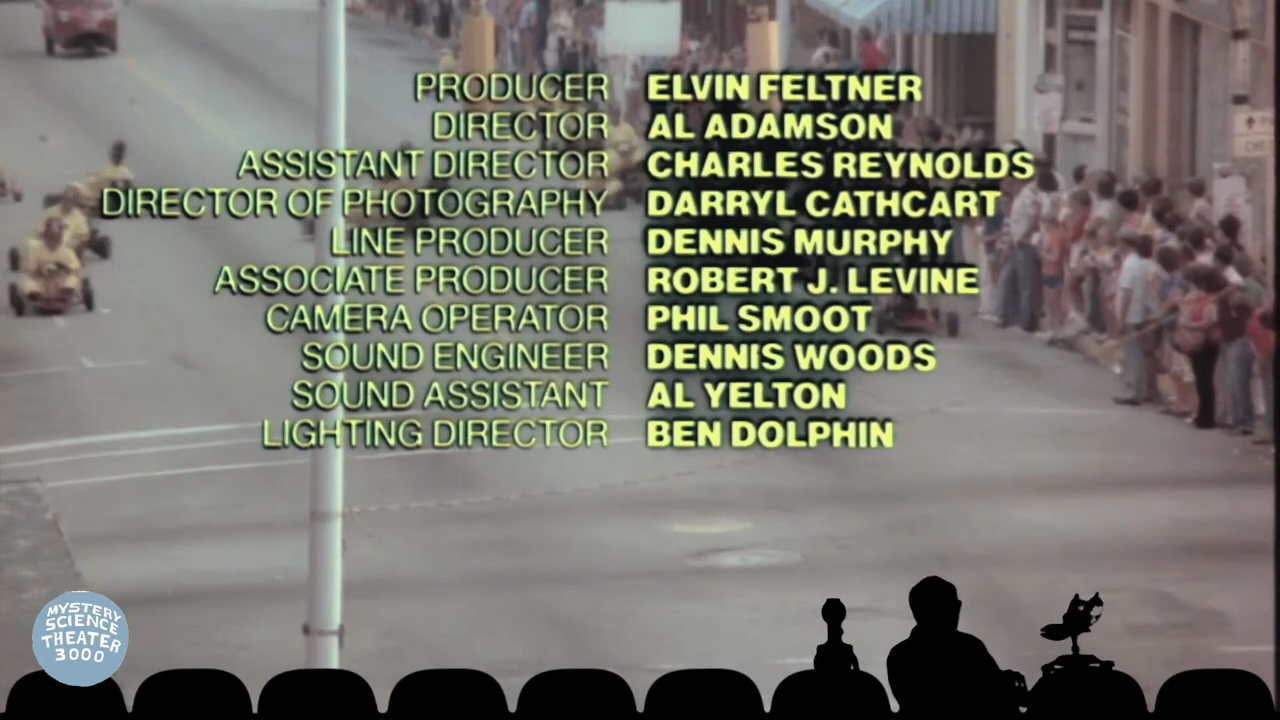 PRODUCER ELVIN FELTNER
DIRECTOR AL ADAMSON
ASSISTANT DIRECTOR CHARLES REYNOLDS
DIRECTOR OF PHOTOGRAPHY DARRYL CATHCART
LINE PRODUCER DENNIS MURPHY
ASSOCIATE PRODUCER ROBERT J. LEVINE
CAMERA OPERATOR PHIL SMOOT
SOUND ENGINEER DENNIS WOODS
SOUND ASSISTANT AL YELTON
LIGHTING DIRECTOR BEN DOLPHIN
MYSTERY
SCIENCE
THEATER
3000